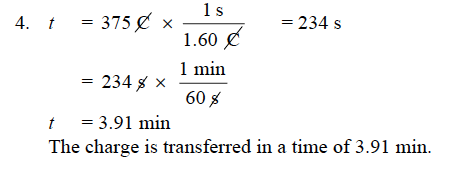 4. t = 375 C × 1 s / 1.60 C = 234 s
= 234 s × 1 min / 60 s
t = 3.91 min
The charge is transferred in a time of 3.91 min.